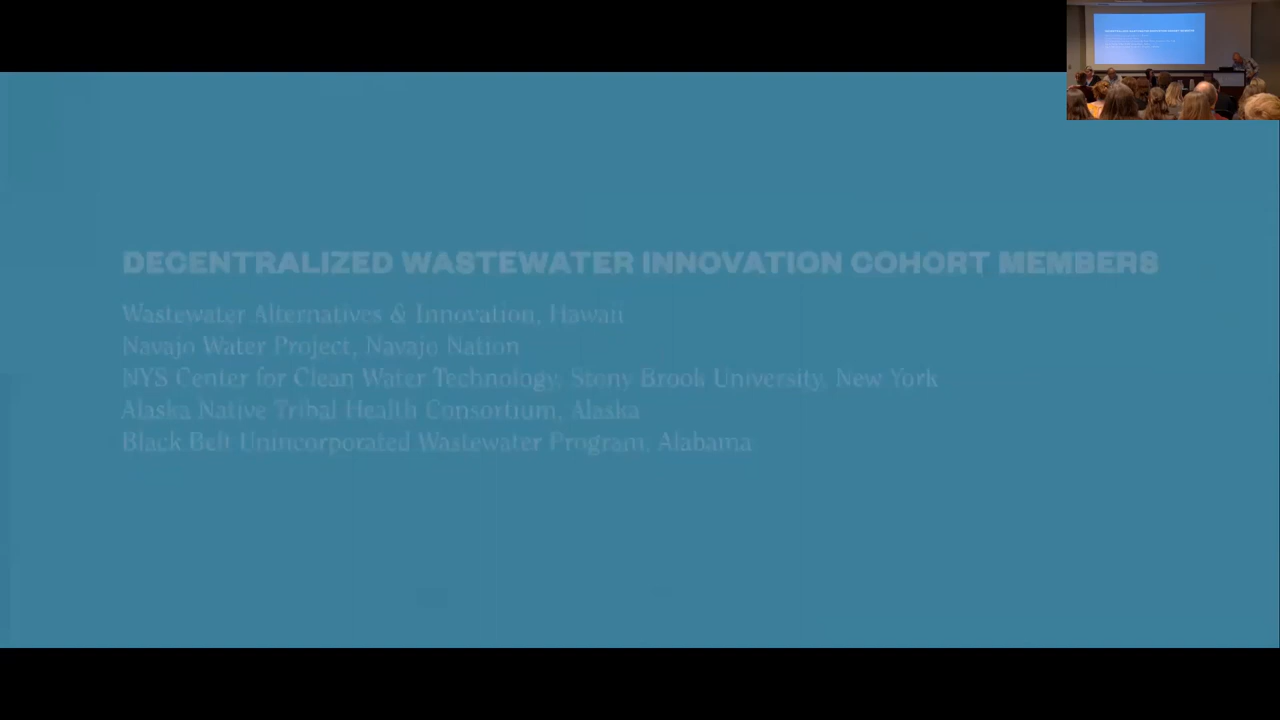 DECENTRALIZED WASTEWATER INNOVATION COHORT MEMBERS
Wastewater Alternatives & Innovation, Hawaii
Navajo Water Project, Navajo Nation
NYS Center for Clean Water Technology, Stony Brook University, New York
Alaska Native Tribal Health Consortium, Alaska
Black Belt Unincorporated Wastewater Program, Alabama